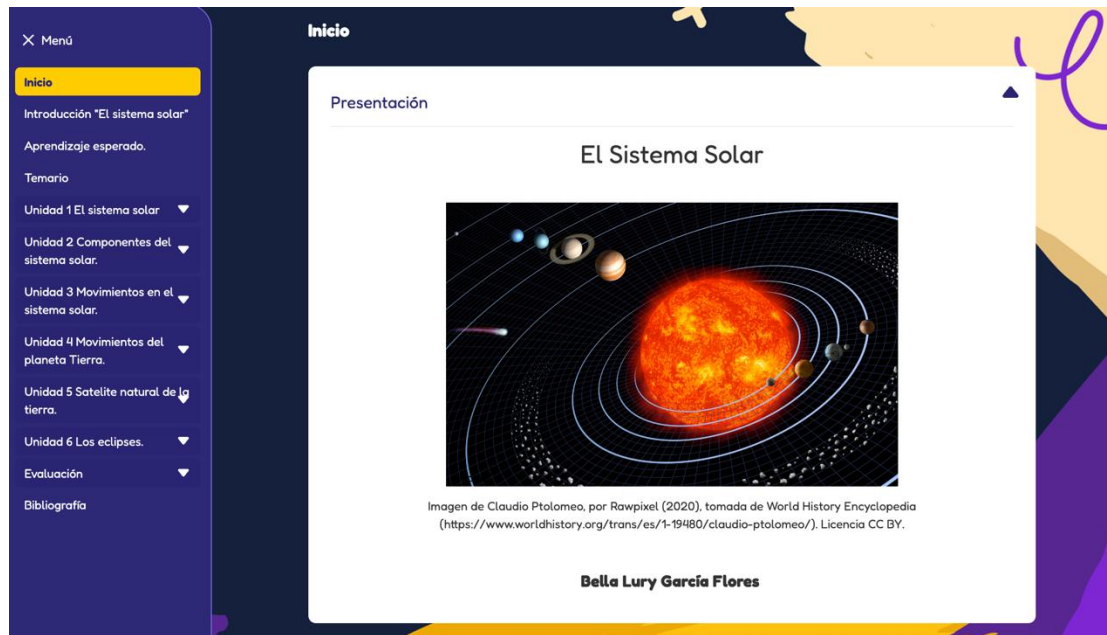 Menú
Inicio
Introducción "El sistema solar"
Aprendizaje esperado.
Temario
Unidad 1 El sistema solar
Unidad 2 Componentes del
sistema solar.
Unidad 3 Movimientos en el
sistema solar.
Unidad 4 Movimientos del
planeta Tierra.
Unidad 5 Satelite natural de la
tierra.
Unidad 6 Los eclipses.
Evaluación
Bibliografía
Inicio
Presentación
El Sistema Solar
Imagen de Claudio Ptolomeo, por Rawpixel (2020), tomada de World History Encyclopedia
(https://www.worldhistory.org/trans/es/1-19480/claudio-ptolomeo/). Licencia CC BY.
Bella Lury García Flores